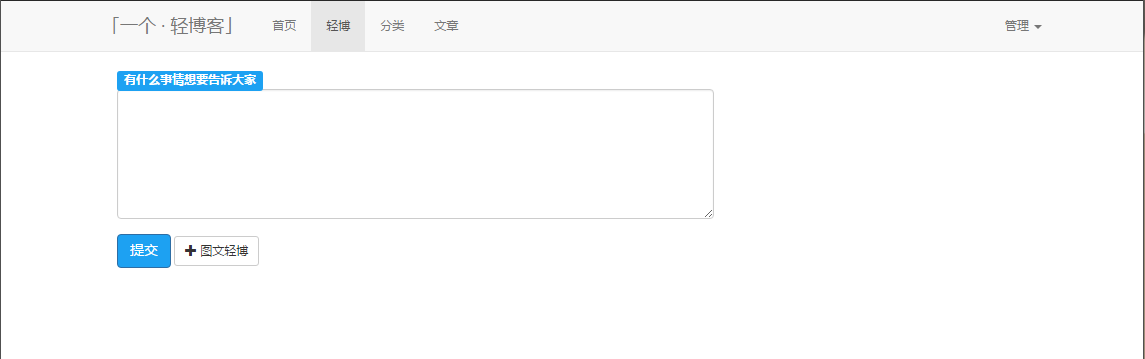 「一个 · 轻博客」 首页 轻博 分类 文章 管理
有什么事情想要告诉大家
提交 图文轻博